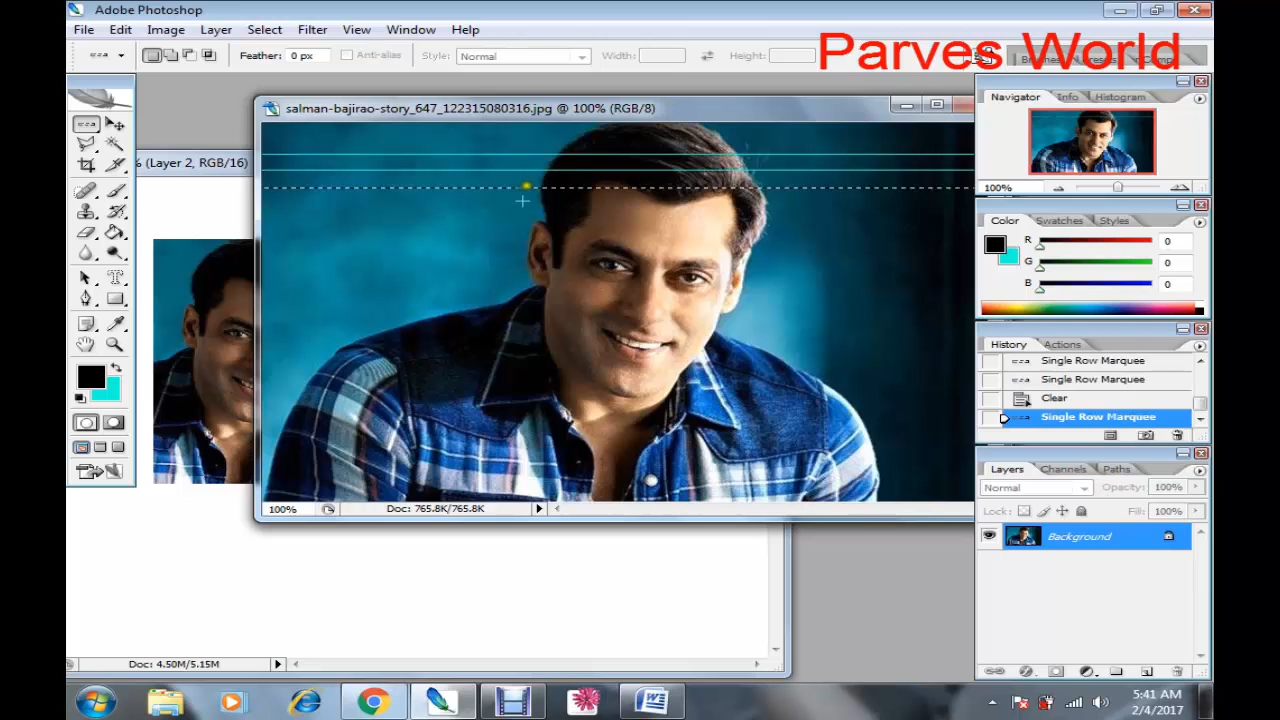 Adobe Photoshop
File Edit Image Layer Select Filter View Window Help
Feather: 0 px Anti-alias Style: Normal Width: Height:
Parves World
Navigator Info Histogram
100%
salman-bajirao-story_647_122315080316.jpg @ 100% (RGB/8)
% (Layer 2, RGB/16)
Color Swatches Styles
R 0
G 0
B 0
History Actions
Single Row Marquee
Single Row Marquee
Clear
Single Row Marquee
Layers Channels Paths
Normal Opacity: 100%
Lock: Fill: 100%
Background
100% Doc: 765.8K/765.8K
Doc: 4.50M/5.15M
5:41 AM
2/4/2017